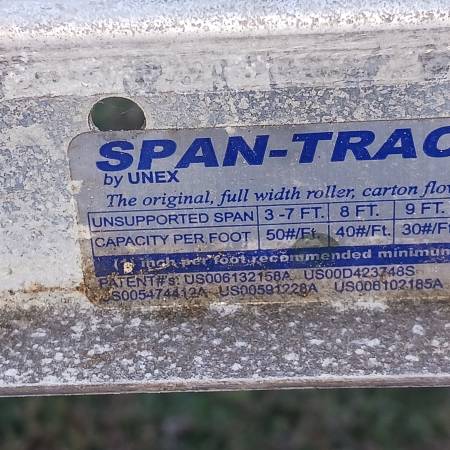 SPAN-TRAC
by UNEX
The original, full width roller, carton flo
UNSUPPORTED SPAN 3-7 FT. 8 FT. 9 FT.
CAPACITY PER FOOT 50#/Ft. 40#/Ft. 30#/Ft
inch per foot recommended minimum
PATENT#'s: US006132158A US00D423748S
US005474412A US00591228A US006102185A